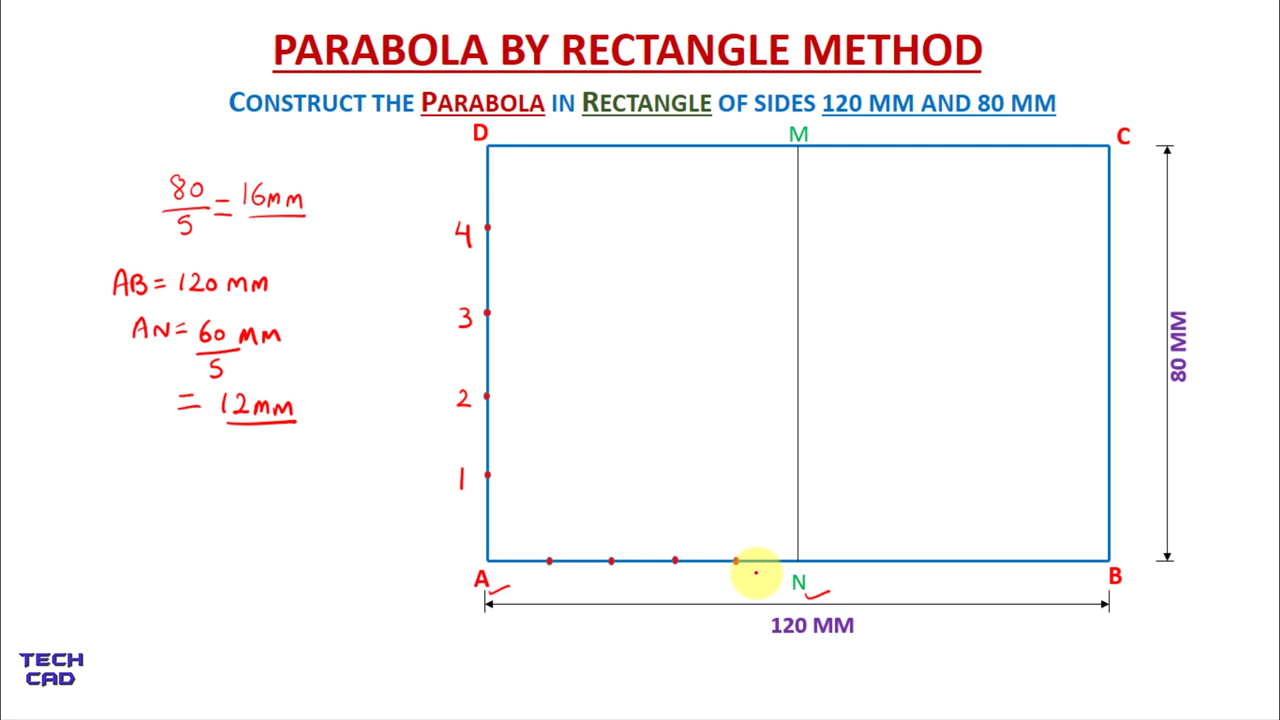 PARABOLA BY RECTANGLE METHOD
CONSTRUCT THE PARABOLA IN RECTANGLE OF SIDES 120 MM AND 80 MM
D
M
C
80
5
= 16mm
4
AB = 120 mm
3
AN = 60 mm
5
80 MM
2
= 12mm
1
A
N
B
120 MM
TECH
CAD